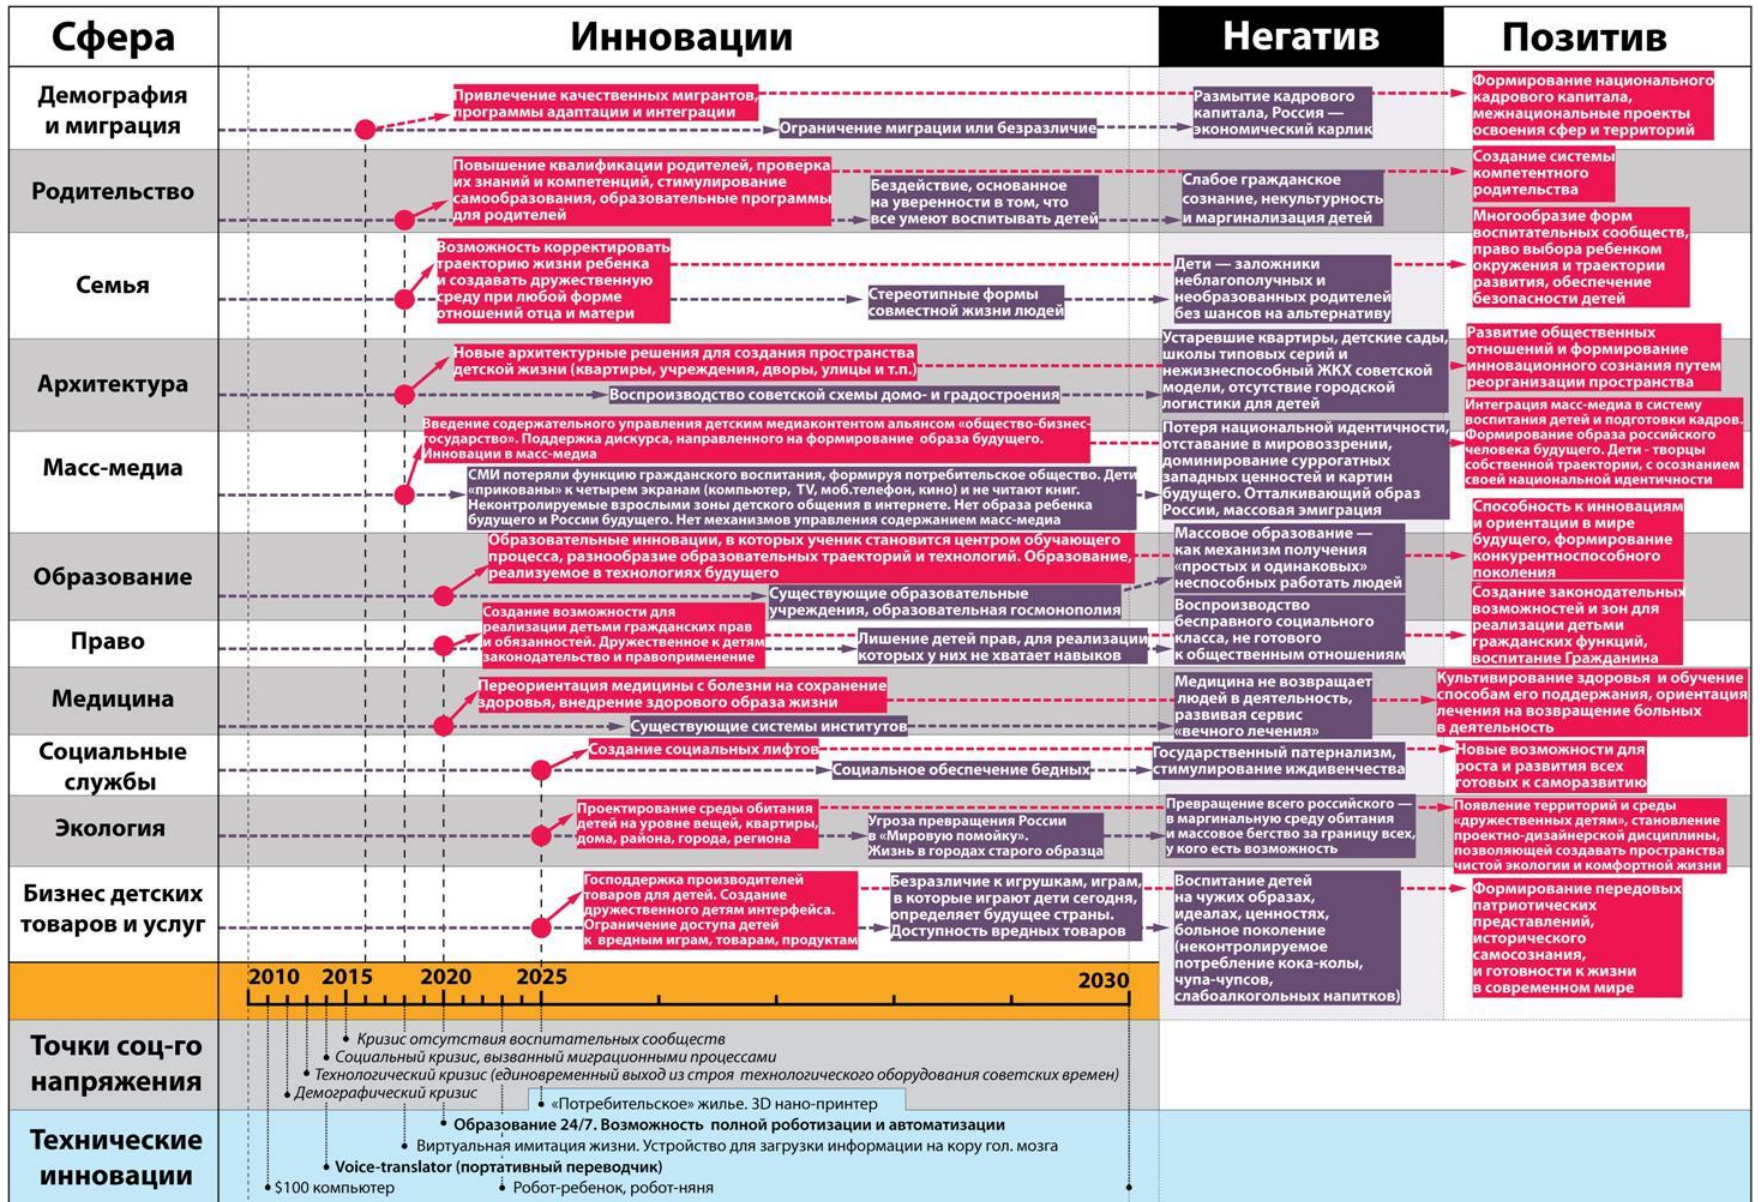 Сфера
Инновации
Негатив
Позитив
Демография
и миграция
Привлечение качественных мигрантов,
программы адаптации и интеграции
Ограничение миграции или безразличие
Размытие кадрового
капитала, Россия —
экономический карлик
Формирование национального
кадрового капитала,
межнациональные проекты
освоения сфер и территорий
Родительство
Повышение квалификации родителей, проверка
их знаний и компетенций, стимулирование
самообразования, образовательные программы
для родителей
Бездействие, основанное
на уверенности в том, что
все умеют воспитывать детей
Слабое гражданское
сознание, некультурность
и маргинализация детей
Создание системы
компетентного
родительства
Семья
Возможность корректировать
траекторию жизни ребенка
и создавать дружественную
среду при любой форме
отношений отца и матери
Стереотипные формы
совместной жизни людей
Дети — заложники
неблагополучных и
необразованных родителей
без шансов на альтернативу
Многообразие форм
воспитательных сообществ,
право выбора ребенком
окружения и траектории
развития, обеспечение
безопасности детей
Архитектура
Новые архитектурные решения для создания пространства
детской жизни (квартиры, учреждения, дворы, улицы и т.п.)
Воспроизводство советской схемы домо- и градостроения
Устаревшие квартиры, детские сады,
школы типовых серий и
нежизнеспособный ЖКХ советской
модели, отсутствие городской
логистики для детей
Развитие общественных
отношений и формирование
инновационного сознания путем
реорганизации пространства
Масс-медиа
Введение содержательного управления детским медиаконтентом альянсом «общество-бизнес-
государство». Поддержка дискурса, направленного на формирование образа будущего.
Инновации в масс-медиа
СМИ потеряли функцию гражданского воспитания, формируя потребительское общество. Дети
«прикованы» к четырем экранам (компьютер, TV, моб.телефон, кино) и не читают книг.
Неконтролируемые взрослыми зоны детского общения в интернете. Нет образа ребенка
будущего и России будущего. Нет механизмов управления содержанием масс-медиа
Потеря национальной идентичности,
отставание в мировоззрении,
доминирование суррогатных
западных ценностей и картин
будущего. Отталкивающий образ
России, массовая эмиграция
Интеграция масс-медиа в систему
воспитания детей и подготовки кадров.
Формирование образа российского
человека будущего. Дети - творцы
собственной траектории, с осознанием
своей национальной идентичности
Образование
Образовательные инновации, в которых ученик становится центром обучающего
процесса, разнообразие образовательных траекторий и технологий. Образование,
реализуемое в технологиях будущего
Существующие образовательные
учреждения, образовательная госмонополия
Массовое образование —
как механизм получения
«простых и одинаковых»
неспособных работать людей
Способность к инновациям
и ориентации в мире
будущего, формирование
конкурентноспособного
поколения
Право
Создание возможности для
реализации детьми гражданских прав
и обязанностей. Дружественное к детям
законодательство и правоприменение
Лишение детей прав, для реализации
которых у них не хватает навыков
Воспроизводство
бесправного социального
класса, не готового
к общественным отношениям
Создание законодательных
возможностей и зон для
реализации детьми
гражданских функций,
воспитание Гражданина
Медицина
Переориентация медицины с болезни на сохранение
здоровья, внедрение здорового образа жизни
Существующие системы институтов
Медицина не возвращает
людей в деятельность,
развивая сервис
«вечного лечения»
Культивирование здоровья и обучение
способам его поддержания, ориентация
лечения на возвращение больных
в деятельность
Социальные
службы
Создание социальных лифтов
Социальное обеспечение бедных
Государственный патернализм,
стимулирование иждивенчества
Новые возможности для
роста и развития всех
готовых к саморазвитию
Экология
Проектирование среды обитания
детей на уровне вещей, квартиры,
дома, района, города, региона
Угроза превращения России
в «Мировую помойку».
Жизнь в городах старого образца
Превращение всего российского —
в маргинальную среду обитания
и массовое бегство за границу всех,
у кого есть возможность
Появление территорий и среды
«дружественных детям», становление
проектно-дизайнерской дисциплины,
позволяющей создавать пространства
чистой экологии и комфортной жизни
Бизнес детских
товаров и услуг
Господдержка производителей
товаров для детей. Создание
дружественного детям интерфейса.
Ограничение доступа детей
к вредным играм, товарам, продуктам
Безразличие к игрушкам, играм,
в которые играют дети сегодня,
определяет будущее страны.
Доступность вредных товаров
Воспитание детей
на чужих образах,
идеалах, ценностях,
больное поколение
(неконтролируемое
потребление кока-колы,
чупа-чупсов,
слабоалкогольных напитков)
Формирование передовых
патриотических
представлений,
исторического
самосознания,
и готовности к жизни
в современном мире
2010 2015 2020 2025 2030
Точки соц-го
напряжения
Кризис отсутствия воспитательных сообществ
Социальный кризис, вызванный миграционными процессами
Технологический кризис (единовременный выход из строя технологического оборудования советских времен)
Демографический кризис
Технические
инновации
«Потребительское» жилье. 3D нано-принтер
Образование 24/7. Возможность полной роботизации и автоматизации
Виртуальная имитация жизни. Устройство для загрузки информации на кору гол. мозга
Voice-translator (портативный переводчик)
$100 компьютер
Робот-ребенок, робот-няня